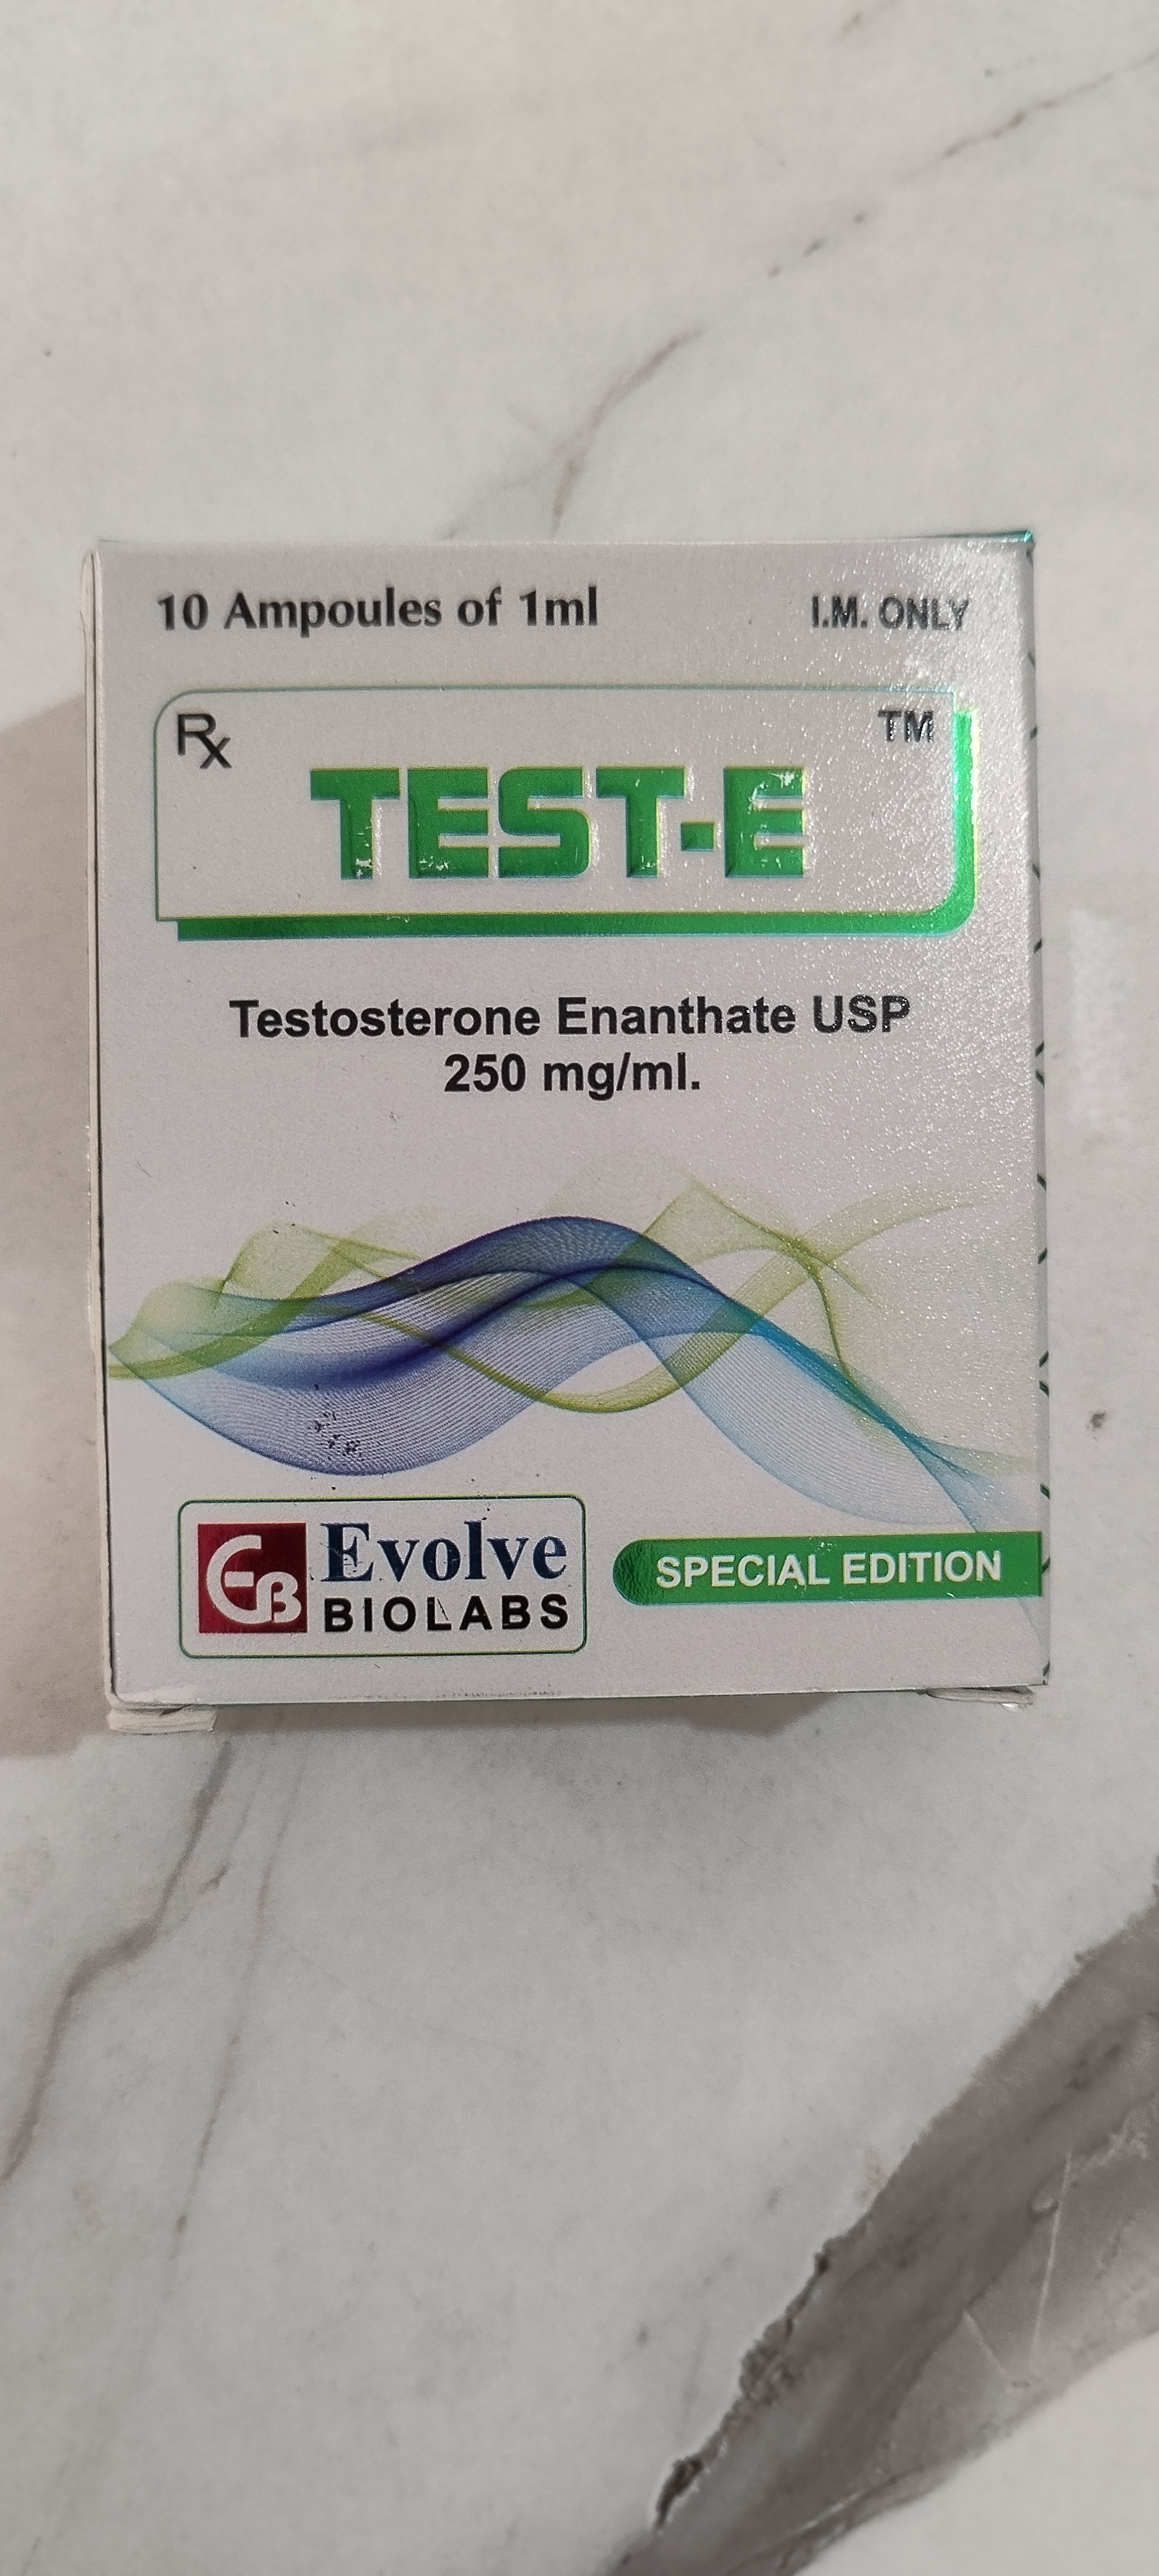 10 Ampoules of 1ml I.M. ONLY
Rx TM
TEST-E
Testosterone Enanthate USP
250 mg/ml.
EB Evolve
BIOLABS
SPECIAL EDITION